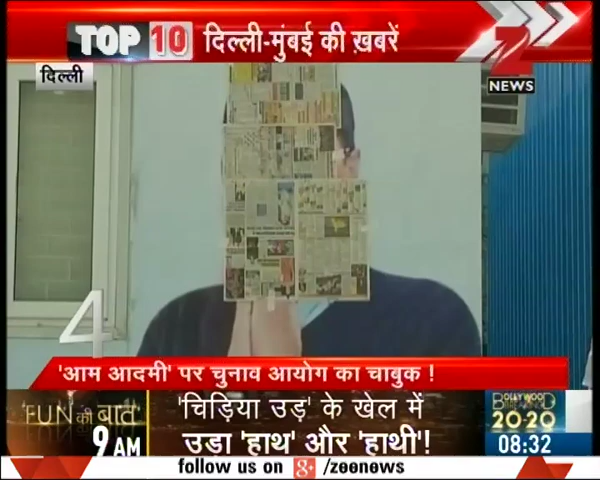 TOP 10 दिल्ली-मुंबई की ख़बरें
दिल्ली
Z
NEWS
4
'आम आदमी' पर चुनाव आयोग का चाबुक !
FUN की बात
9 AM
'चिड़िया उड़' के खेल में
उड़ा 'हाथ' और 'हाथी'!
BOLLYWOOD
BREAKING
20-20
08:32
follow us on g+ /zeenews